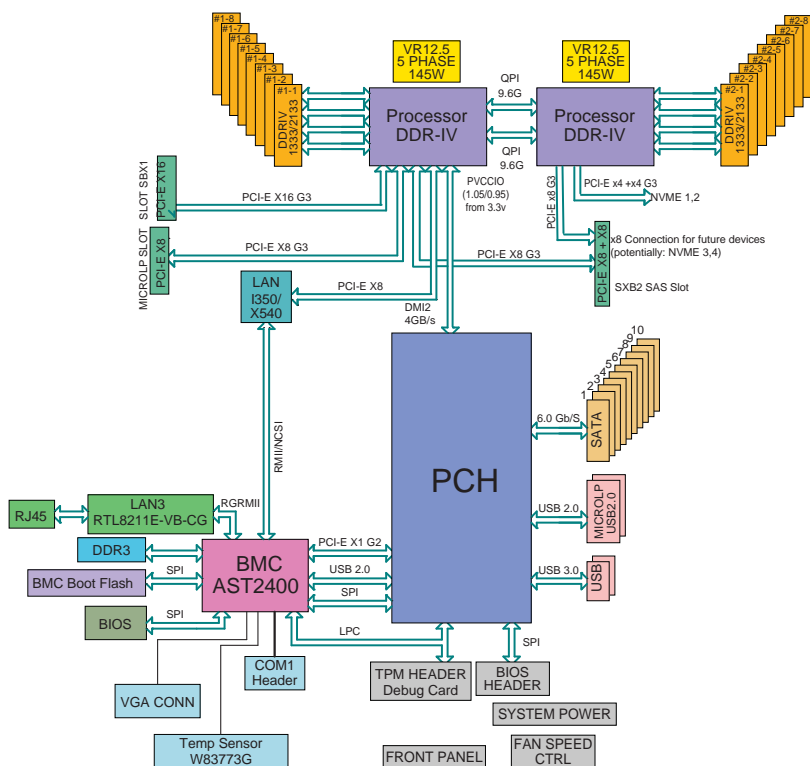 #1-8
#1-7
#1-6
#1-5
#1-4
#1-3
#1-2
#1-1
DDRIV
1333/2133
VR12.5
5 PHASE
145W
Processor
DDR-IV
QPI
9.6G
QPI
9.6G
VR12.5
5 PHASE
145W
Processor
DDR-IV
#2-8
#2-7
#2-6
#2-5
#2-4
#2-3
#2-2
#2-1
DDRIV
1333/2133
SLOT SBX1
PCI-E X16
PCI-E X16 G3
PVCCIO
(1.05/0.95)
from 3.3v
PCI-E x8 G3
PCI-E x4 +x4 G3
NVME 1,2
MICROLP SLOT
PCI-E X8
PCI-E X8 G3
PCI-E X8 G3
PCI-E X8 + X8
x8 Connection for future devices
(potentially: NVME 3,4)
SXB2 SAS Slot
LAN
I350/
X540
PCI-E X8
DMI2
4GB/s
PCH
6.0 Gb/S
1
2
3
4
5
6
7
8
9
10
SATA
RMII/NCSI
USB 2.0
MICROLP
USB2.0
USB 3.0
USB
RJ45
LAN3
RTL8211E-VB-CG
RGRMII
DDR3
BMC Boot Flash
SPI
BIOS
SPI
BMC
AST2400
PCI-E X1 G2
USB 2.0
SPI
LPC
SPI
VGA CONN
COM1
Header
Temp Sensor
W83773G
TPM HEADER
Debug Card
BIOS
HEADER
SYSTEM POWER
FRONT PANEL
FAN SPEED
CTRL